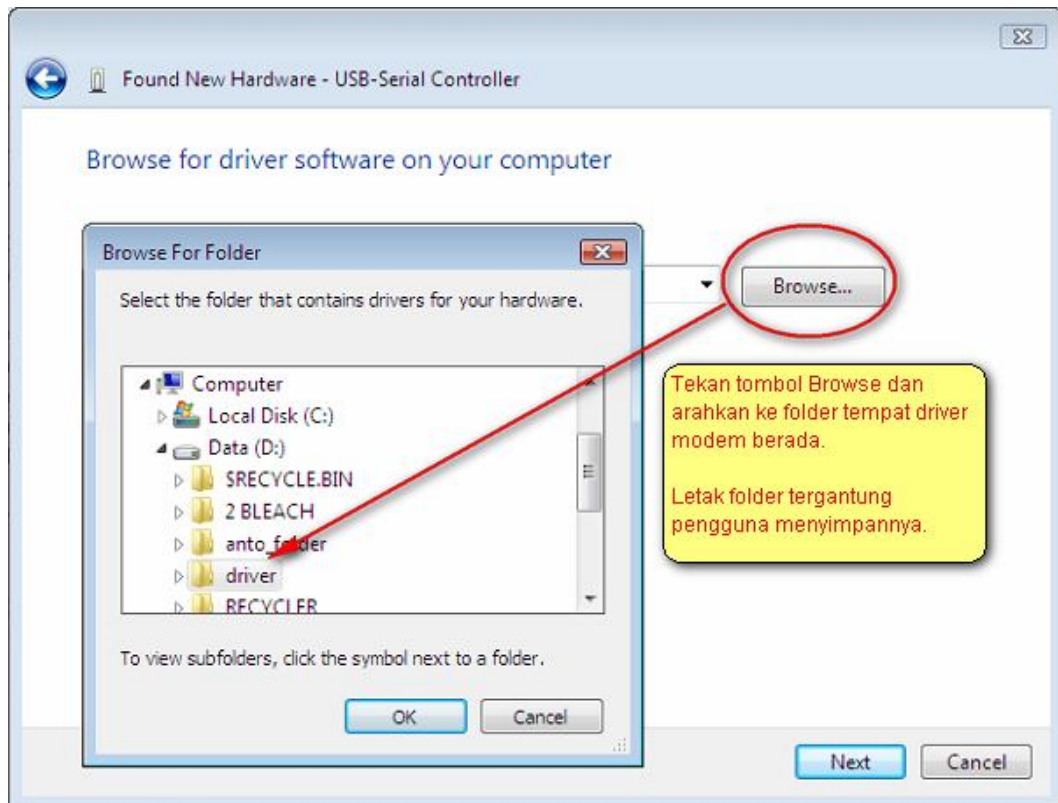 Found New Hardware - USB-Serial Controller
Browse for driver software on your computer
Browse For Folder
Select the folder that contains drivers for your hardware.
Browse...
Computer
Local Disk (C:)
Data (D:)
$RECYCLE.BIN
2 BLEACH
anto_folder
driver
RECYCLER
To view subfolders, click the symbol next to a folder.
OK
Cancel
Tekan tombol Browse dan
arahkan ke folder tempat driver
modem berada.
Letak folder tergantung
pengguna menyimpannya.
Next
Cancel